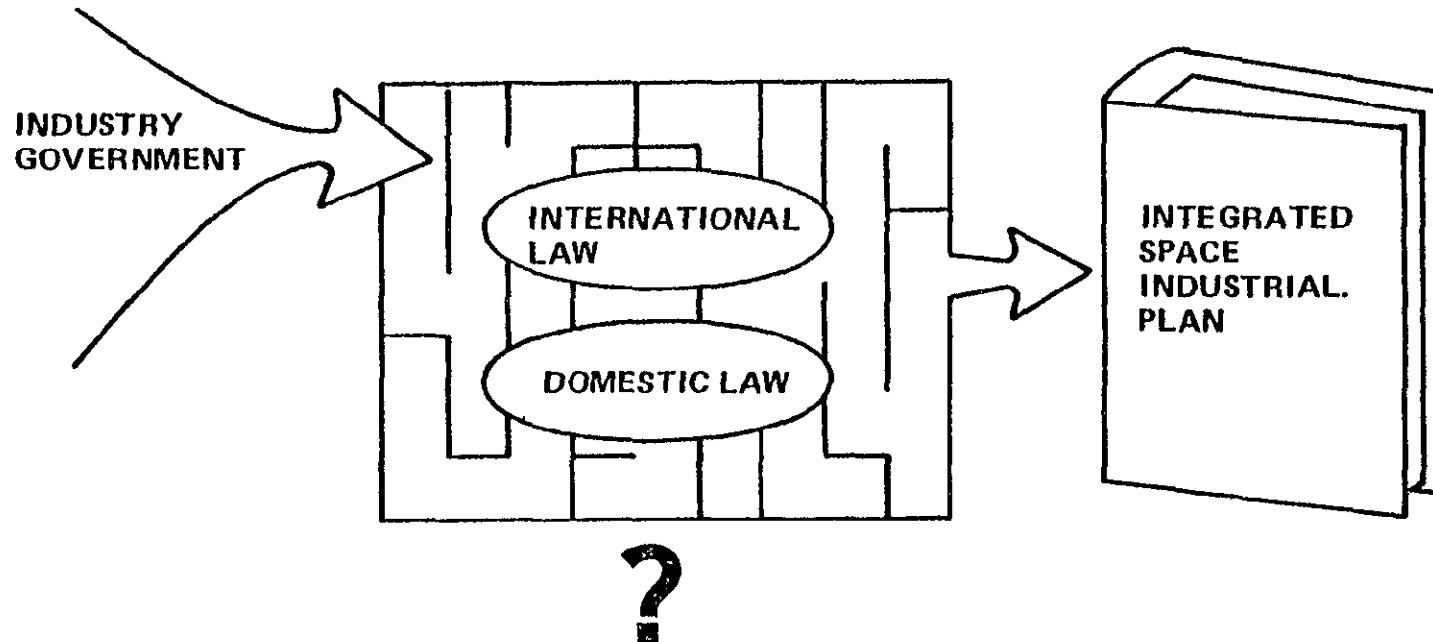 INDUSTRY
GOVERNMENT
INTERNATIONAL
LAW
DOMESTIC LAW
INTEGRATED
SPACE
INDUSTRIAL.
PLAN
?